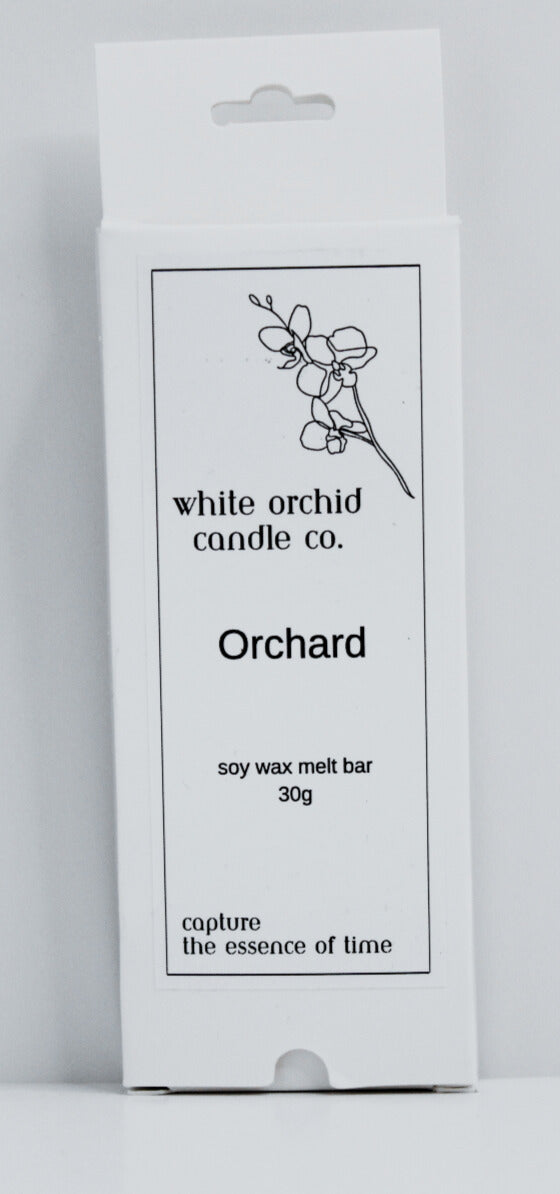 white orchid
candle co.
Orchard
soy wax melt bar
30g
capture
the essence of time